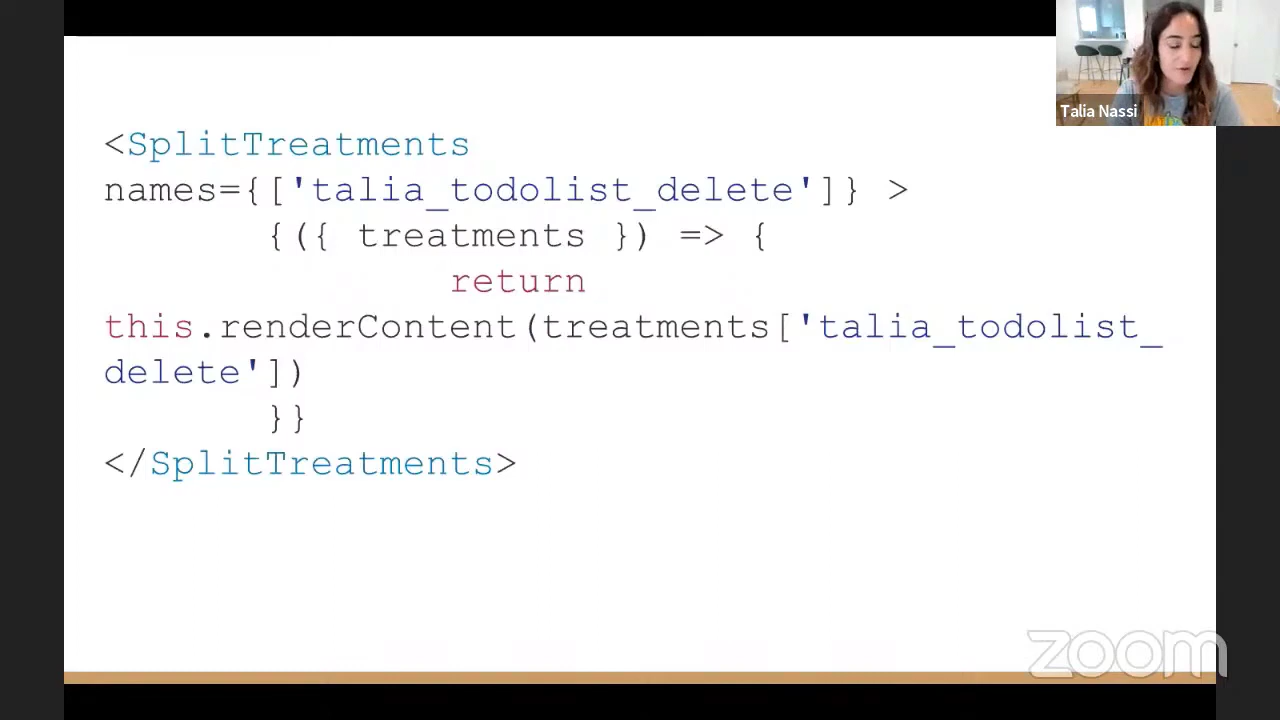 Talia Nassi
<SplitTreatments
names={['talia_todolist_delete']} >
{({ treatments }) => {
return
this.renderContent(treatments['talia_todolist_
delete'])
}}
</SplitTreatments>
zoom